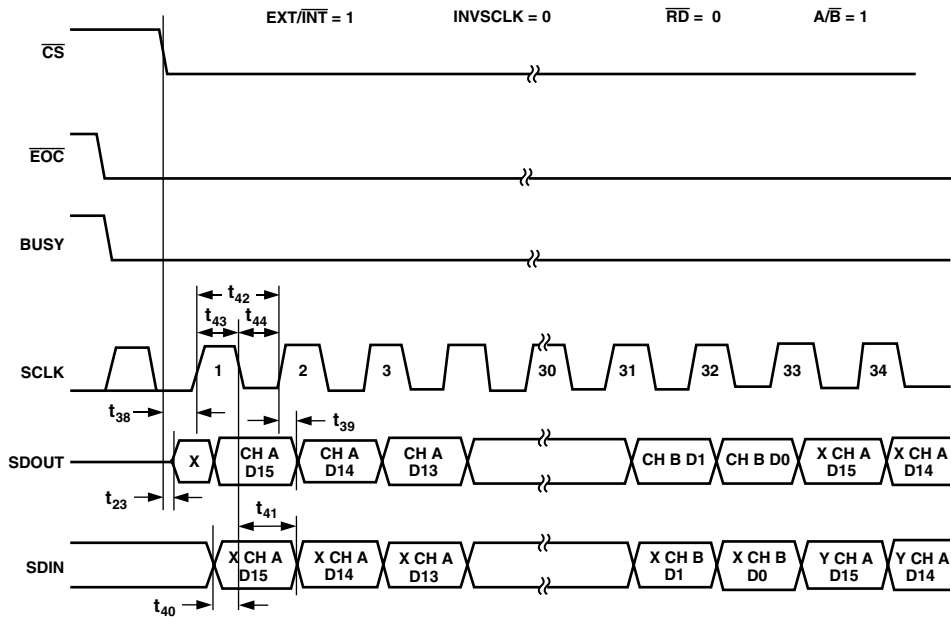 EXT/INT = 1 INVSCLK = 0 RD = 0 A/B = 1
CS
EOC
BUSY
t42
t43 t44
SCLK 1 2 3 30 31 32 33 34
t38 t39
SDOUT X CH A D15 CH A D14 CH A D13 CH B D1 CH B D0 X CH A D15 X CH A D14
t23 t41
SDIN X CH A D15 X CH A D14 X CH A D13 X CH B D1 X CH B D0 Y CH A D15 Y CH A D14
t40